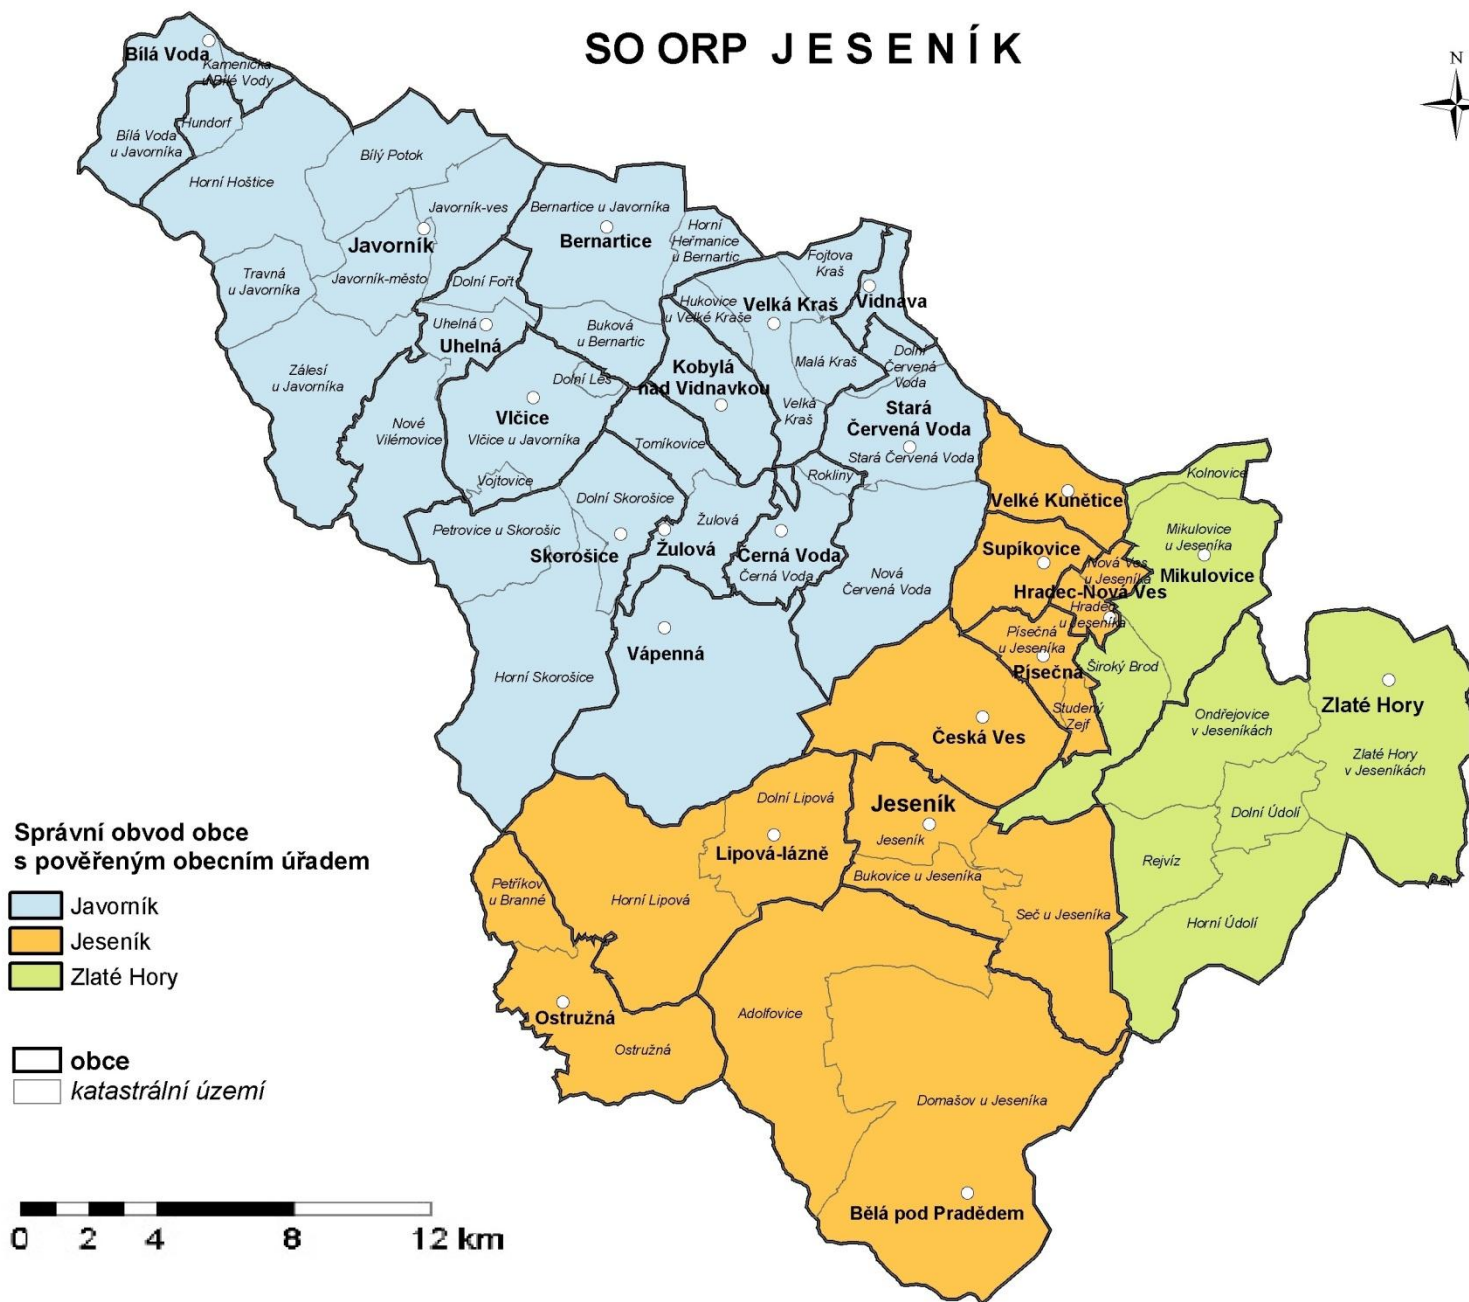 SO ORP J E S E N Í K
N
Bílá Voda
Kamenička
u Bílé Vody
Hundorf
Bílá Voda
u Javorníka
Horní Hoštice
Bílý Potok
Javorník-ves
Javorník
Javorník-město
Travná
u Javorníka
Zálesí
u Javorníka
Bernartice u Javorníka
Bernartice
Horní
Heřmanice
u Bernartic
Dolní Fořt
Uhelná
Uhelná
Buková
u Bernartic
Hukovice
u Velké Kraše
Velká Kraš
Fojtova
Kraš
Vidnava
Malá Kraš
Velká
Kraš
Dolní
Červená
Voda
Kobylá
nad Vidnavkou
Dolní Les
Vlčice
Vlčice u Javorníka
Vojtovice
Nové
Vilémovice
Tomíkovice
Stará
Červená Voda
Stará Červená Voda
Rokliny
Dolní Skorošice
Petrovice u Skorošic
Skorošice
Žulová
Žulová
Černá Voda
Černá Voda
Nová
Červená Voda
Horní Skorošice
Vápenná
Velké Kunětice
Supíkovice
Nová Ves
u Jeseníka
Hradec-Nová Ves
Hradec
u Jeseníka
Písečná
u Jeseníka
Písečná
Studený
Zejf
Česká Ves
Kolnovice
Mikulovice
u Jeseníka
Mikulovice
Široký Brod
Ondřejovice
v Jeseníkách
Zlaté Hory
Zlaté Hory
v Jeseníkách
Dolní Údolí
Rejvíz
Horní Údolí
Dolní Lipová
Lipová-lázně
Horní Lipová
Jeseník
Jeseník
Bukovice u Jeseníka
Seč u Jeseníka
Petříkov
u Branné
Ostružná
Ostružná
Adolfovice
Domašov u Jeseníka
Bělá pod Pradědem
Správní obvod obce
s pověřeným obecním úřadem
Javorník
Jeseník
Zlaté Hory
obce
katastrální území
0 2 4 8 12 km